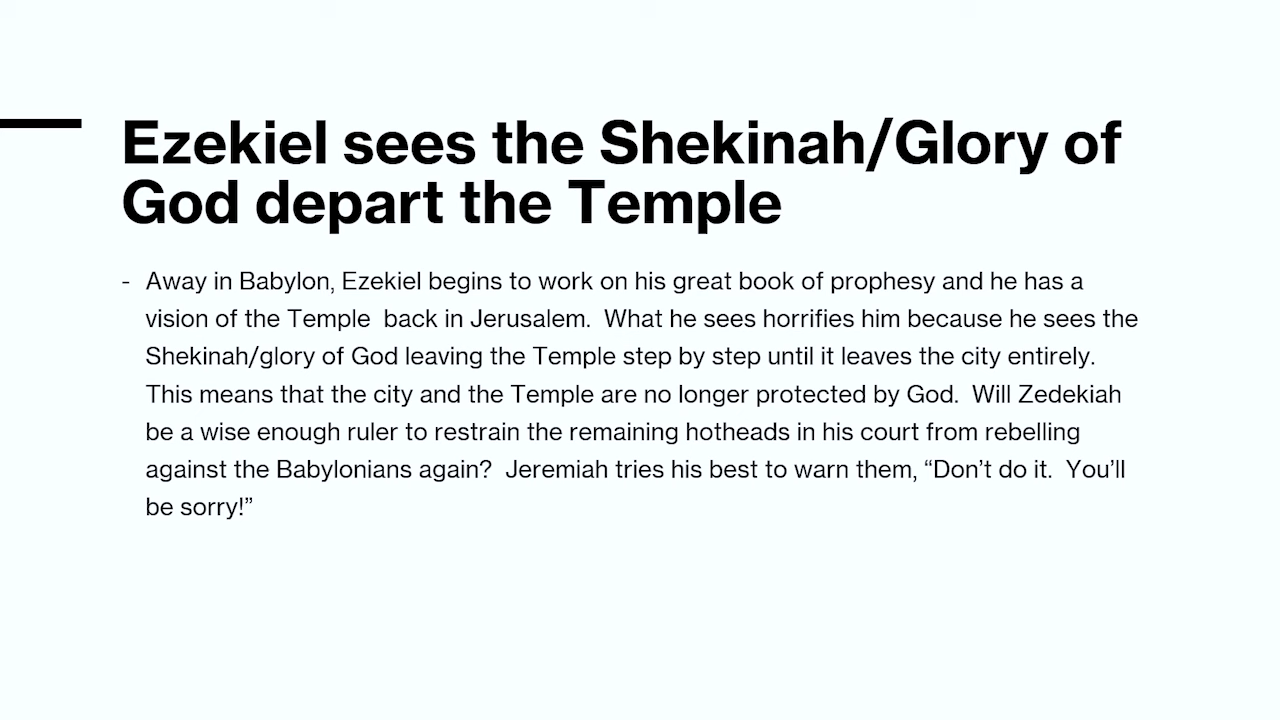 Ezekiel sees the Shekinah/Glory of
God depart the Temple
- Away in Babylon, Ezekiel begins to work on his great book of prophesy and he has a
vision of the Temple  back in Jerusalem.  What he sees horrifies him because he sees the
Shekinah/glory of God leaving the Temple step by step until it leaves the city entirely.
This means that the city and the Temple are no longer protected by God.  Will Zedekiah
be a wise enough ruler to restrain the remaining hotheads in his court from rebelling
against the Babylonians again?  Jeremiah tries his best to warn them, “Don’t do it.  You’ll
be sorry!”